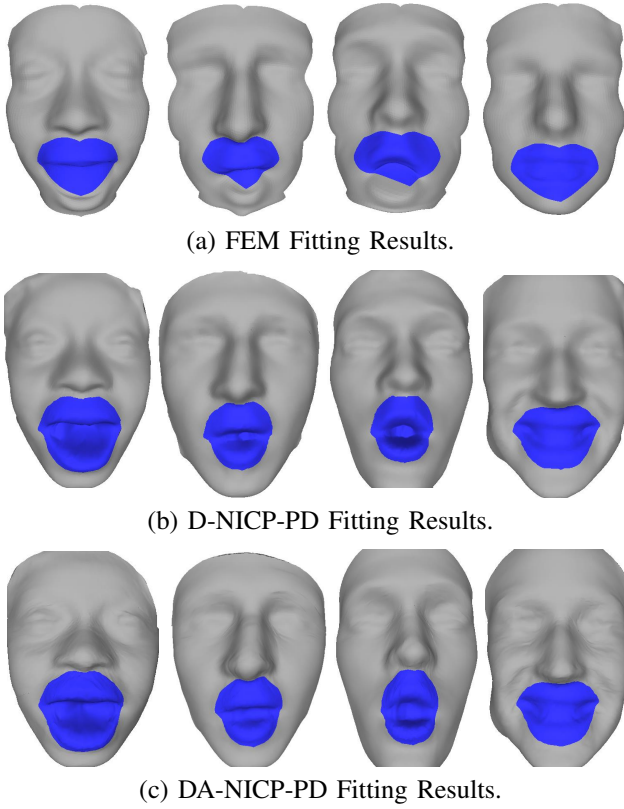 (a) FEM Fitting Results.
(b) D-NICP-PD Fitting Results.
(c) DA-NICP-PD Fitting Results.